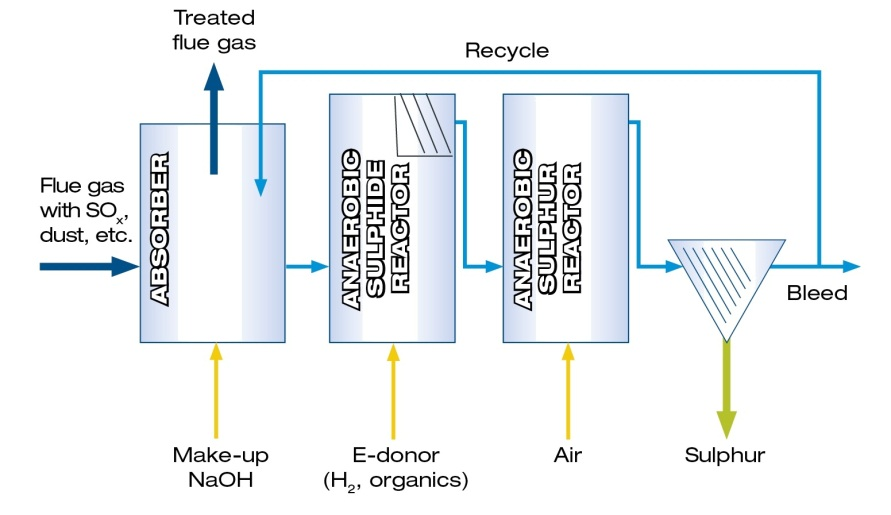 Treated
flue gas
Recycle
Flue gas
with SOₓ,
dust, etc.
ABSORBER
ANAEROBIC
SULPHIDE
REACTOR
ANAEROBIC
SULPHUR
REACTOR
Bleed
Make-up
NaOH
E-donor
(H₂, organics)
Air
Sulphur